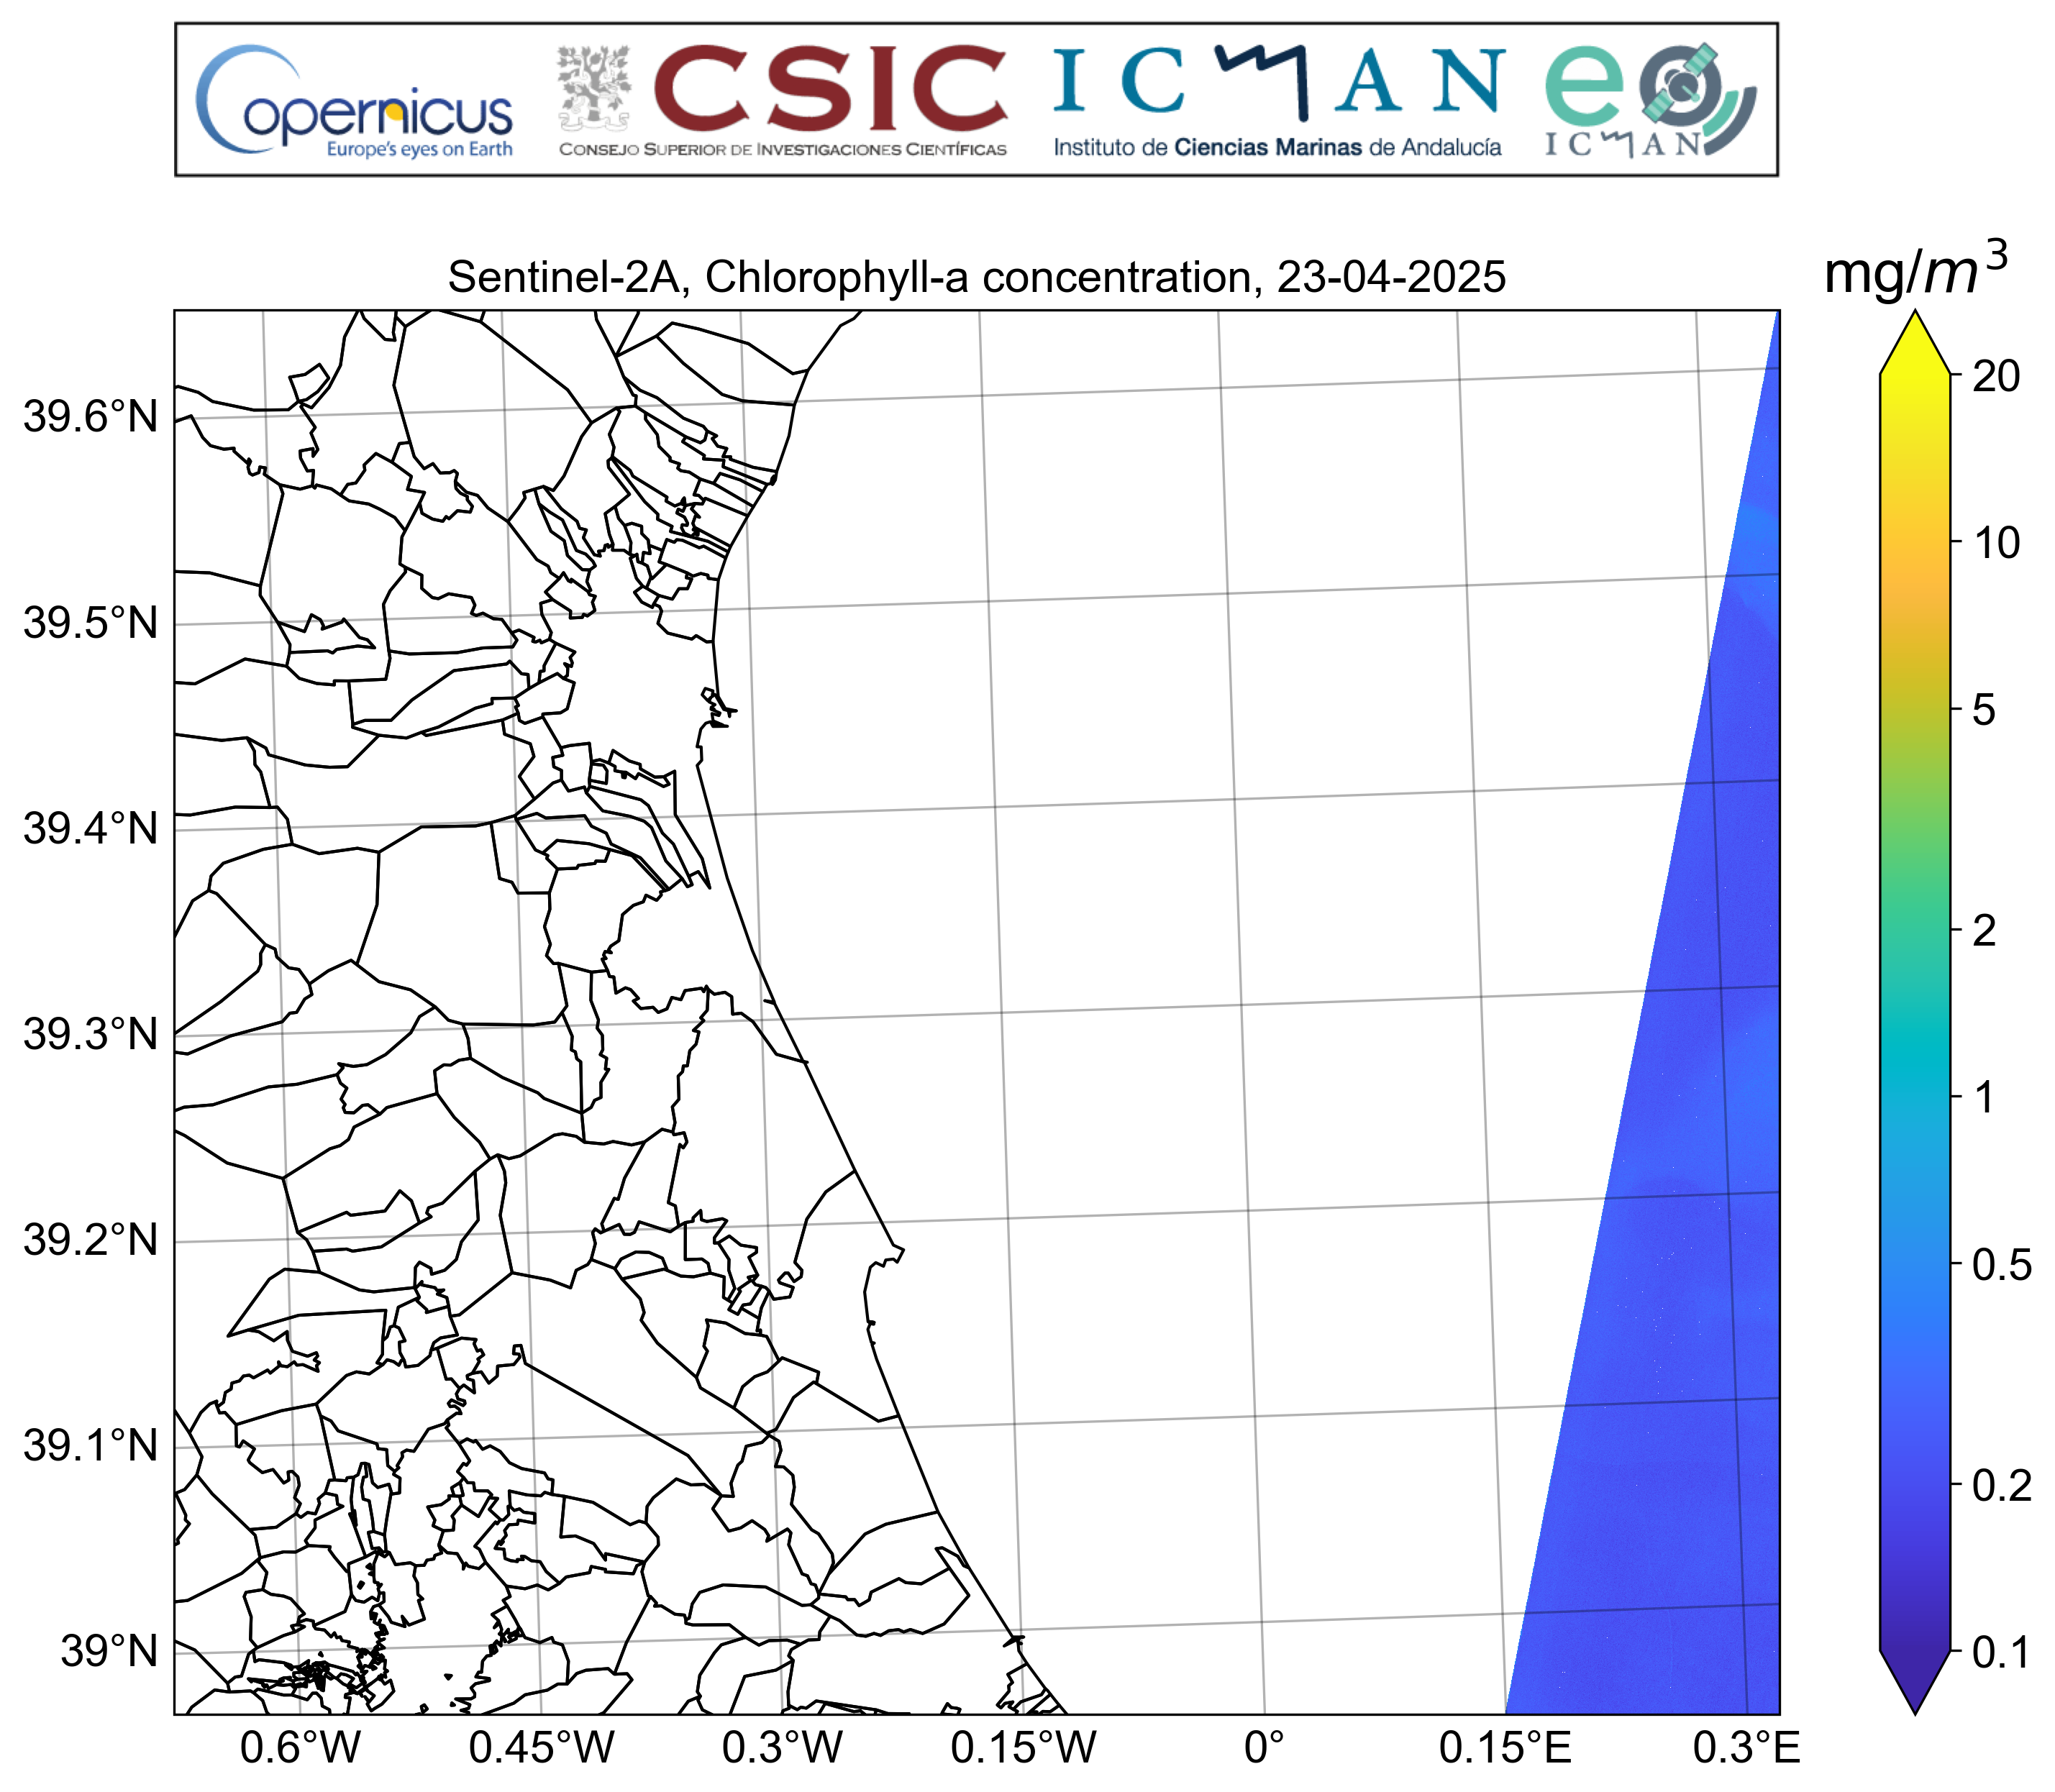 opernicus
Europe's eyes on Earth
CSIC
CONSEJO SUPERIOR DE INVESTIGACIONES CIENTÍFICAS
ICMAN
Instituto de Ciencias Marinas de Andalucía
eo
ICMAN
Sentinel-2A, Chlorophyll-a concentration, 23-04-2025
mg/m³
39.6°N
39.5°N
39.4°N
39.3°N
39.2°N
39.1°N
39°N
0.6°W 0.45°W 0.3°W 0.15°W 0° 0.15°E 0.3°E
20
10
5
2
1
0.5
0.2
0.1